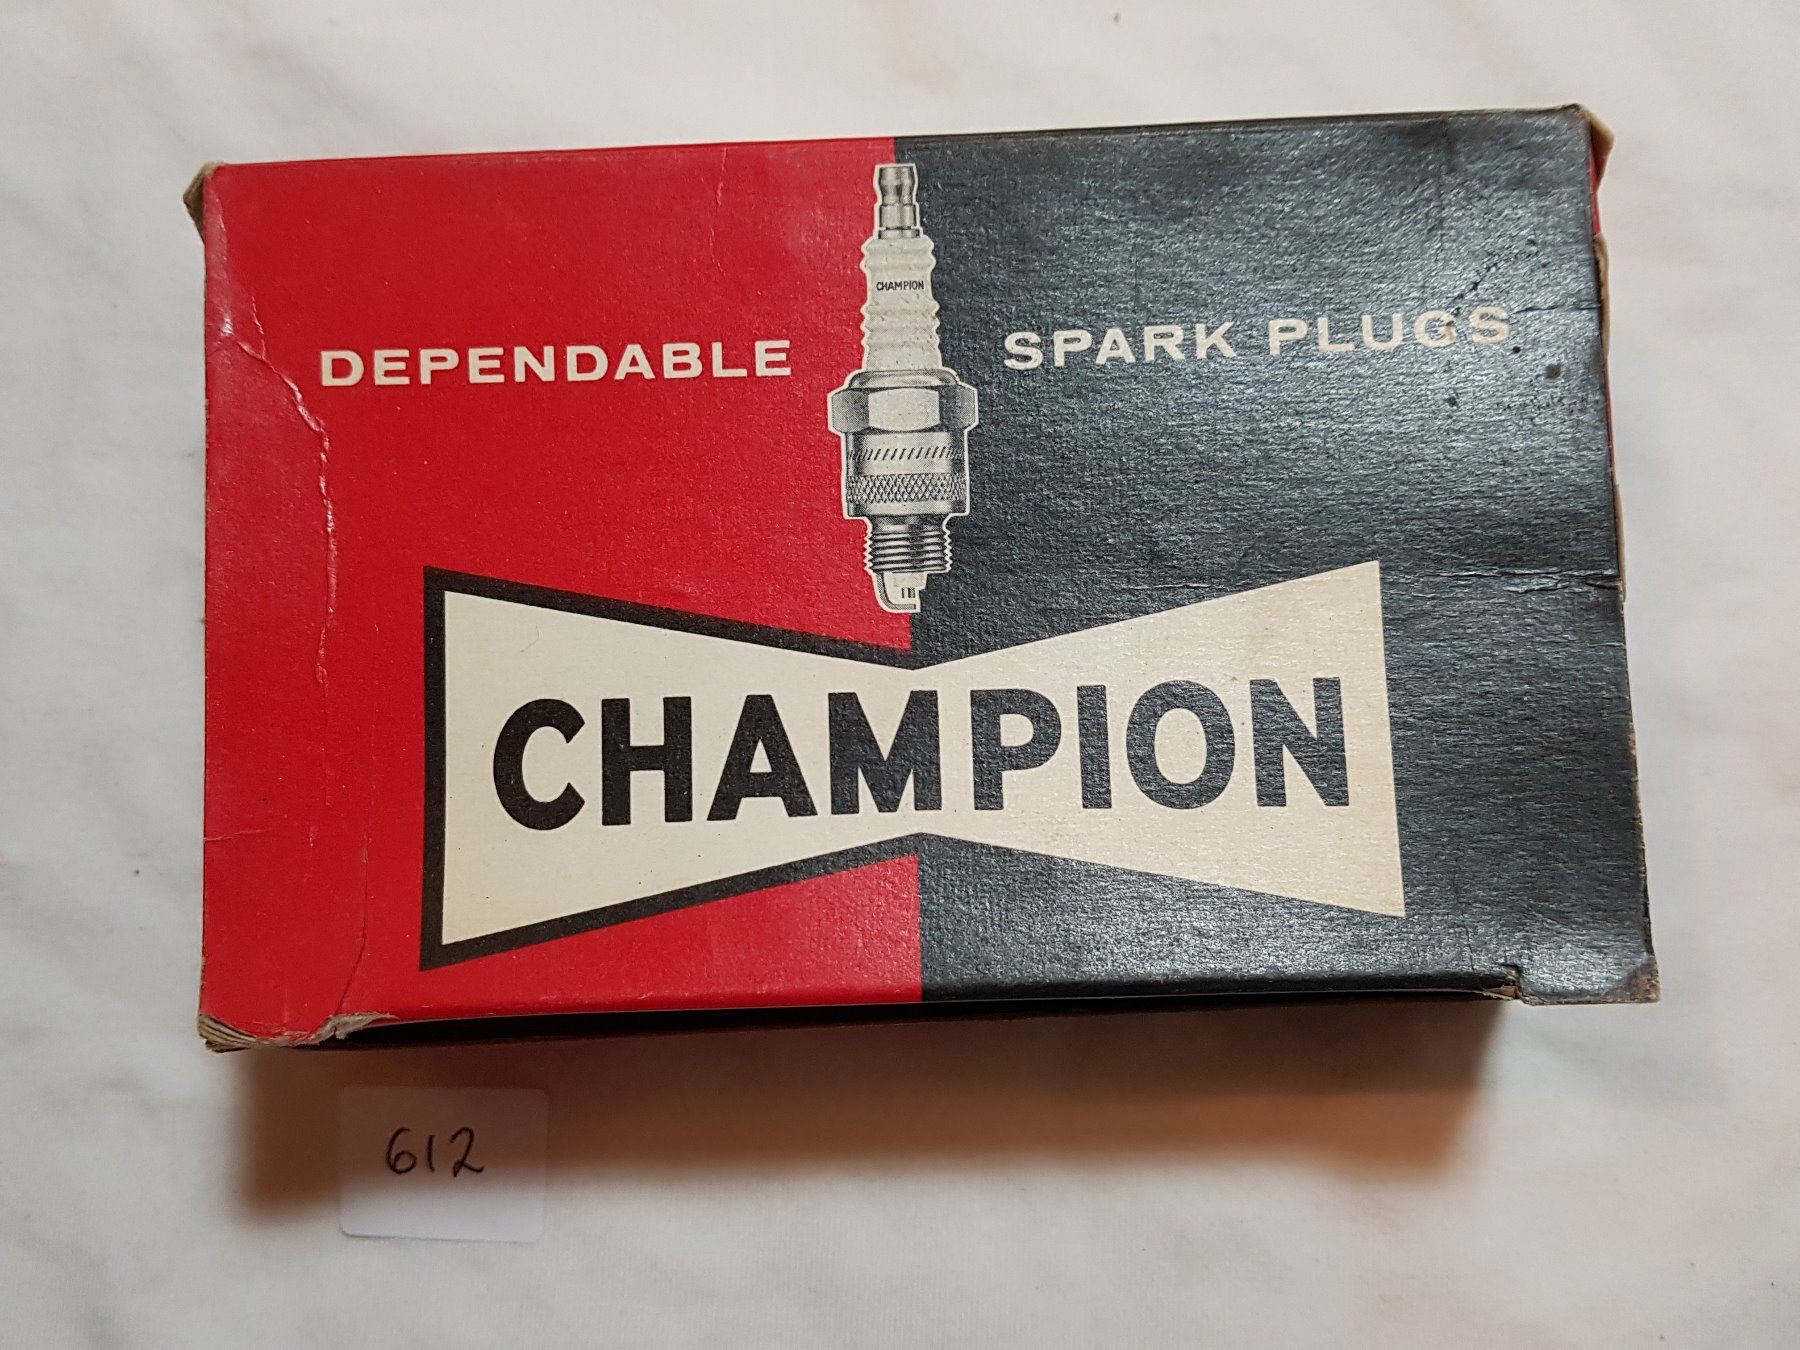 CHAMPION
DEPENDABLE SPARK PLUGS
CHAMPION
612